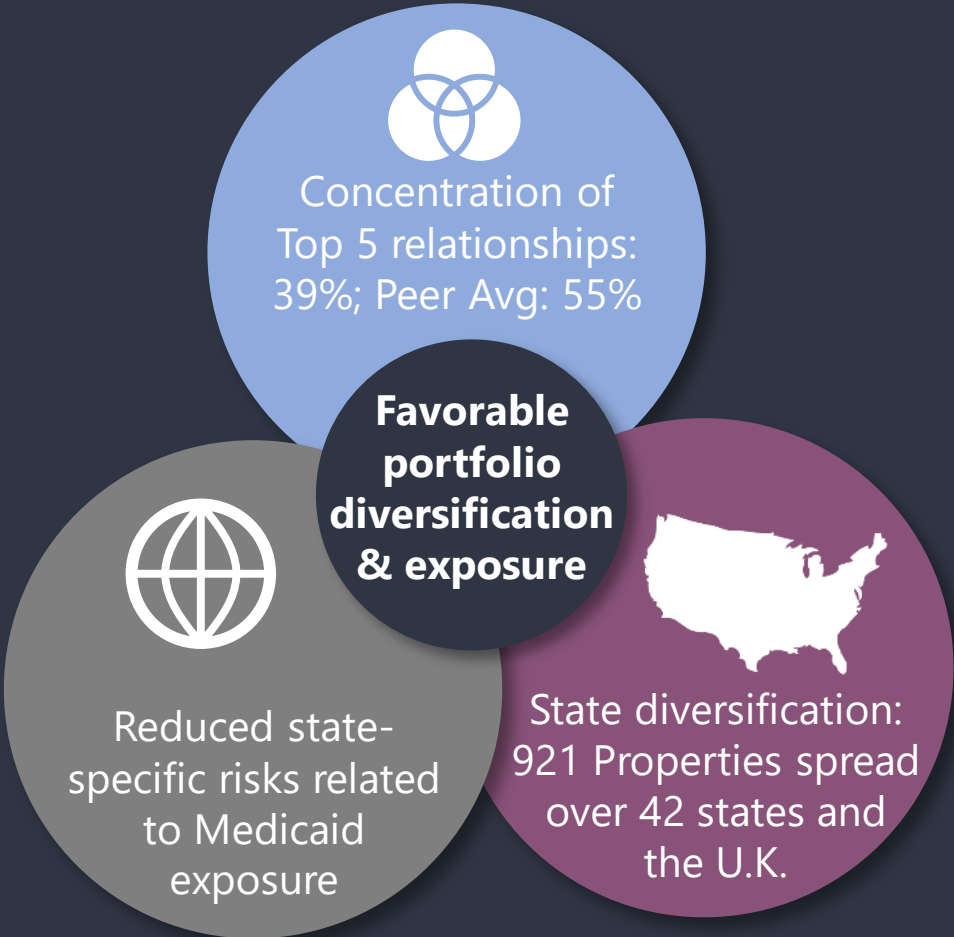 Concentration of
Top 5 relationships:
39%; Peer Avg: 55%
Favorable
portfolio
diversification
& exposure
Reduced state-
specific risks related
to Medicaid
exposure
State diversification:
921 Properties spread
over 42 states and
the U.K.